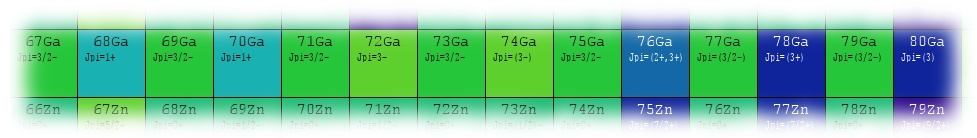 67Ga 68Ga 69Ga 70Ga 71Ga 72Ga 73Ga 74Ga 75Ga 76Ga 77Ga 78Ga 79Ga 80Ga
Jpi=3/2- Jpi=1+ Jpi=3/2- Jpi=1+ Jpi=3/2- Jpi=3- Jpi=3/2- Jpi=(3-) Jpi=3/2- Jpi=(2+,3+) Jpi=(3/2-) Jpi=(3+) Jpi=(3/2-) Jpi=(3)
66Zn 67Zn 68Zn 69Zn 70Zn 71Zn 72Zn 73Zn 74Zn 75Zn 76Zn 77Zn 78Zn 79Zn